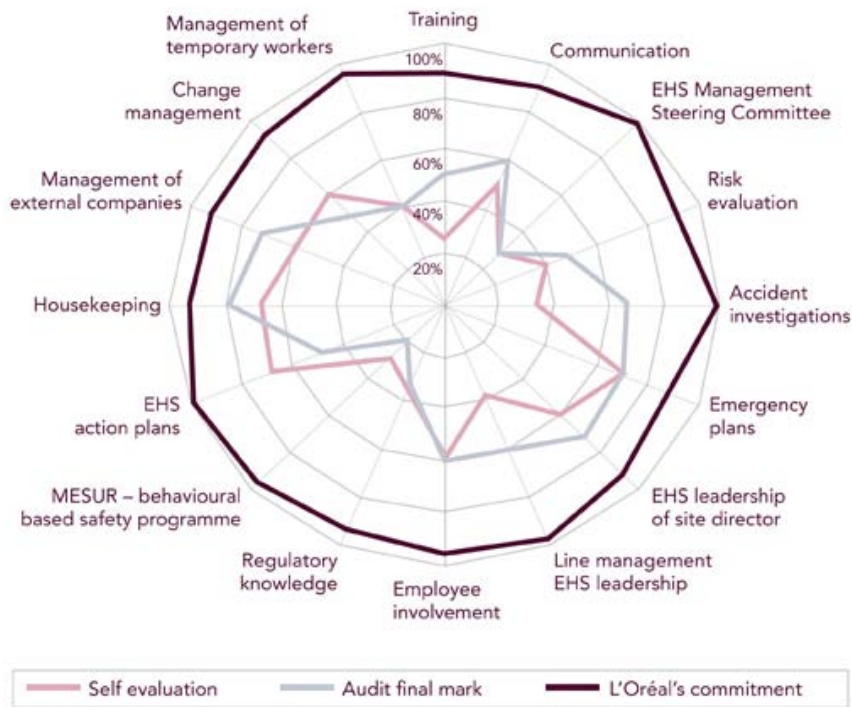 Training
Communication
EHS Management
Steering Committee
Risk
evaluation
Accident
investigations
Emergency
plans
EHS leadership
of site director
Line management
EHS leadership
Employee
involvement
Regulatory
knowledge
MESUR – behavioural
based safety programme
EHS
action plans
Housekeeping
Management of
external companies
Change
management
Management of
temporary workers
100%
80%
60%
40%
20%
Self evaluation
Audit final mark
L'Oréal's commitment